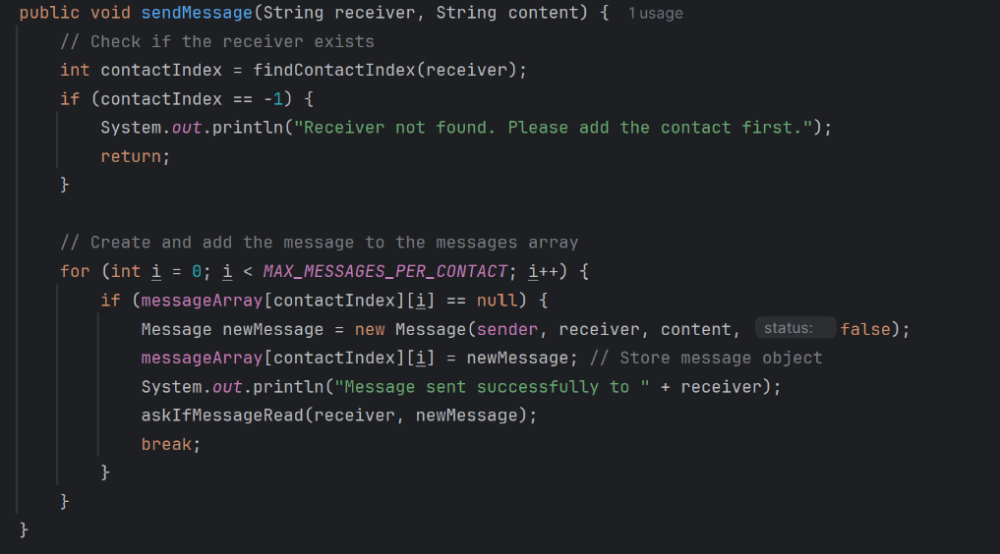 public void sendMessage(String receiver, String content) {  1 usage
    // Check if the receiver exists
    int contactIndex = findContactIndex(receiver);
    if (contactIndex == -1) {
        System.out.println("Receiver not found. Please add the contact first.");
        return;
    }

    // Create and add the message to the messages array
    for (int i = 0; i < MAX_MESSAGES_PER_CONTACT; i++) {
        if (messageArray[contactIndex][i] == null) {
            Message newMessage = new Message(sender, receiver, content, status: false);
            messageArray[contactIndex][i] = newMessage; // Store message object
            System.out.println("Message sent successfully to " + receiver);
            askIfMessageRead(receiver, newMessage);
            break;
        }
    }
}